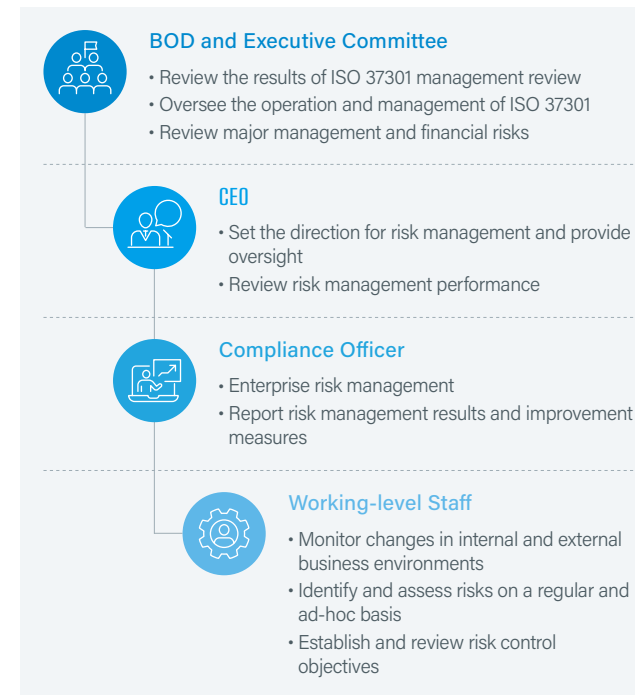 BOD and Executive Committee
• Review the results of ISO 37301 management review
• Oversee the operation and management of ISO 37301
• Review major management and financial risks
CEO
• Set the direction for risk management and provide
oversight
• Review risk management performance
Compliance Officer
• Enterprise risk management
• Report risk management results and improvement
measures
Working-level Staff
• Monitor changes in internal and external
business environments
• Identify and assess risks on a regular and
ad-hoc basis
• Establish and review risk control
objectives